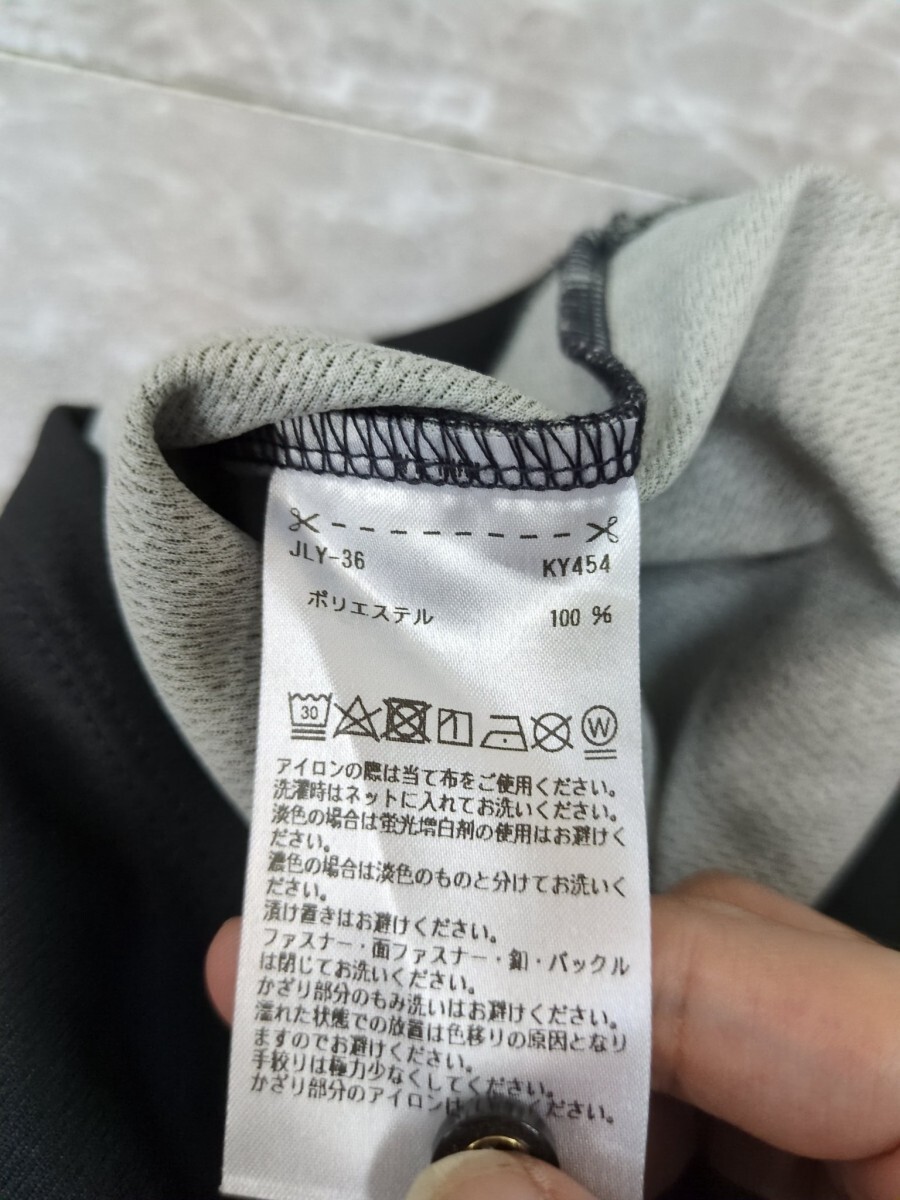 JLY-36 KY454
ポリエステル 100 %
30 W
アイロンの際は当て布をご使用ください。
洗濯時はネットに入れてお洗いください。
淡色の場合は蛍光増白剤の使用はお避けく
ださい。
濃色の場合は淡色のものと分けてお洗いく
ださい。
漬け置きはお避けください。
ファスナー・面ファスナー・釦・バックル
は閉じてお洗いください。
かざり部分のもみ洗いはお避けください。
濡れた状態での放置は色移りの原因となり
ますのでお避けください。
手絞りは極力少なくしてください。
かざり部分のアイロンは ください。